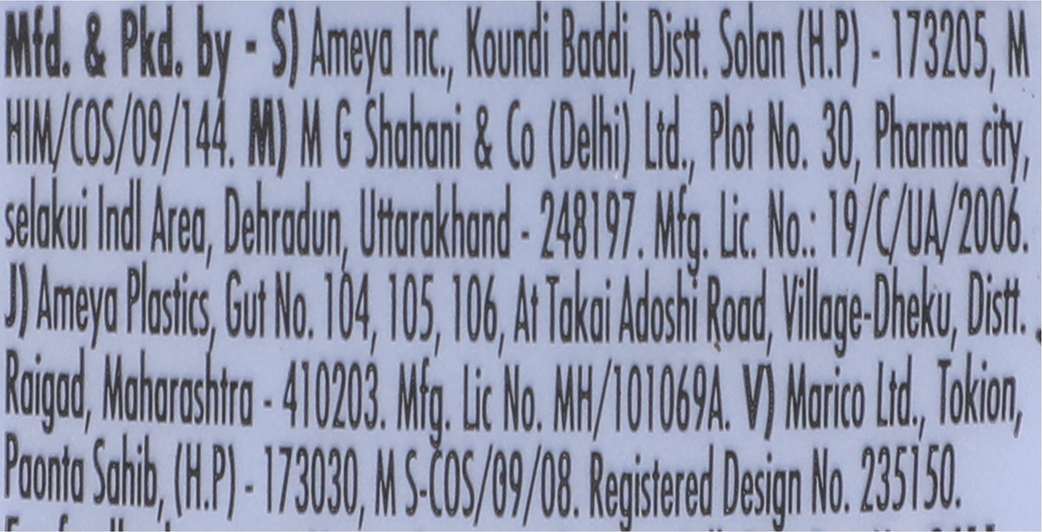 Mfd. & Pkd. by - S) Ameya Inc., Koundi Baddi, Distt. Solan (H.P) - 173205, M
HIM/COS/09/144. M) M G Shahani & Co (Delhi) Ltd., Plot No. 30, Pharma city,
selakui Indl Area, Dehradun, Uttarakhand - 248197. Mfg. Lic. No.: 19/C/UA/2006.
J) Ameya Plastics, Gut No. 104, 105, 106, At Takai Adoshi Road, Village-Dheku, Distt.
Raigad, Maharashtra - 410203. Mfg. Lic No. MH/101069A. V) Marico Ltd., Tokion,
Paonta Sahib, (H.P) - 173030, M S-COS/09/08. Registered Design No. 235150.